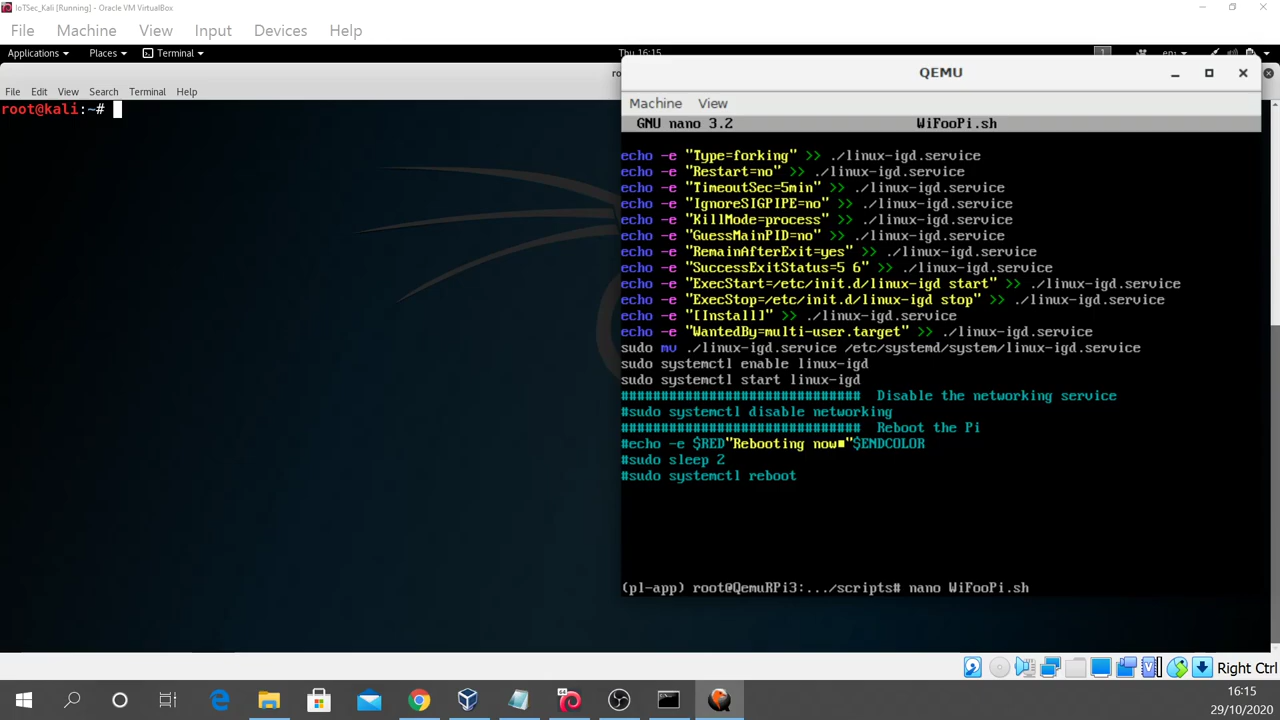 IoTSec_Kali [Running] - Oracle VM VirtualBox
File Machine View Input Devices Help
Applications Places Terminal Thu 16:15 1 en
File Edit View Search Terminal Help
root@kali:~#
QEMU
Machine View
GNU nano 3.2 WiFooPi.sh
echo -e "Type=forking" >> ./linux-igd.service
echo -e "Restart=no" >> ./linux-igd.service
echo -e "TimeoutSec=5min" >> ./linux-igd.service
echo -e "IgnoreSIGPIPE=no" >> ./linux-igd.service
echo -e "KillMode=process" >> ./linux-igd.service
echo -e "GuessMainPID=no" >> ./linux-igd.service
echo -e "RemainAfterExit=yes" >> ./linux-igd.service
echo -e "SuccessExitStatus=5 6" >> ./linux-igd.service
echo -e "ExecStart=/etc/init.d/linux-igd start" >> ./linux-igd.service
echo -e "ExecStop=/etc/init.d/linux-igd stop" >> ./linux-igd.service
echo -e "[Install]" >> ./linux-igd.service
echo -e "WantedBy=multi-user.target" >> ./linux-igd.service
sudo mv ./linux-igd.service /etc/systemd/system/linux-igd.service
sudo systemctl enable linux-igd
sudo systemctl start linux-igd
############################## Disable the networking service
#sudo systemctl disable networking
############################## Reboot the Pi
#echo -e $RED"Rebooting now■"$ENDCOLOR
#sudo sleep 2
#sudo systemctl reboot
(pl-app) root@QemuRPi3:.../scripts# nano WiFooPi.sh
Right Ctrl
16:15
29/10/2020